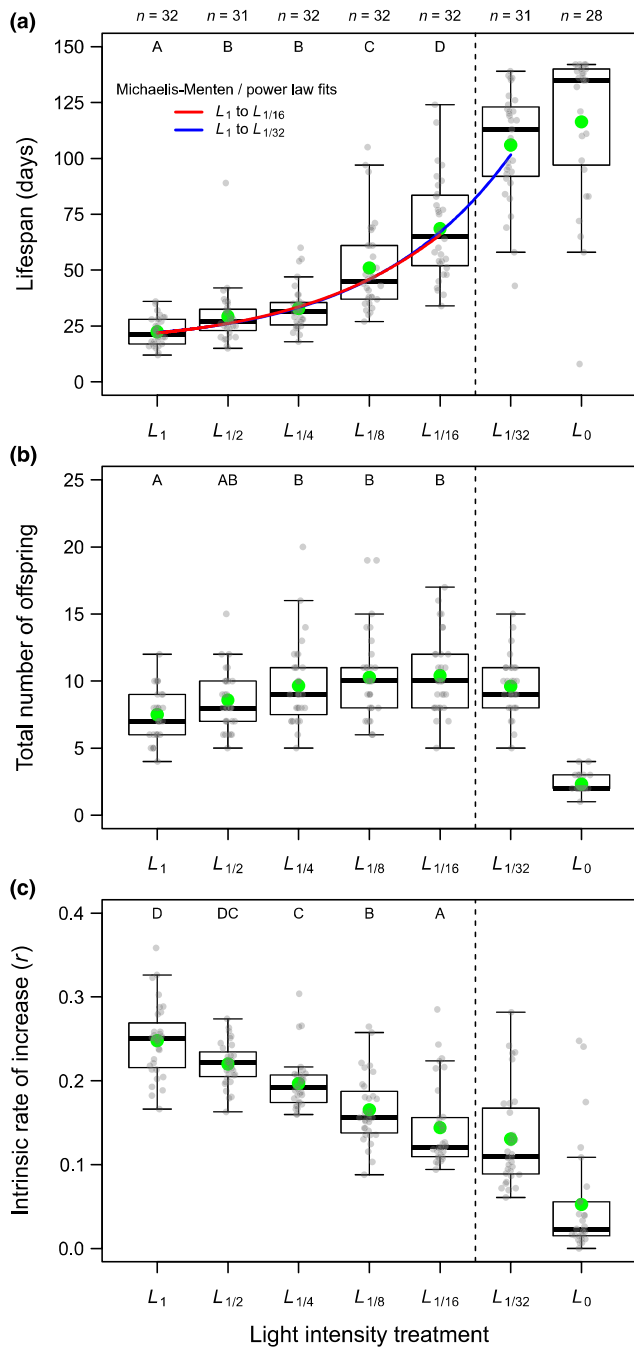 (a)
n = 32 n = 31 n = 32 n = 32 n = 32 n = 31 n = 28
A B B C D
Michaelis-Menten / power law fits
L1 to L1/16
L1 to L1/32
150
125
100
75
50
25
0
Lifespan (days)
L1 L1/2 L1/4 L1/8 L1/16 L1/32 L0
(b)
A AB B B B
25
20
15
10
5
0
Total number of offspring
L1 L1/2 L1/4 L1/8 L1/16 L1/32 L0
(c)
D DC C B A
0.4
0.3
0.2
0.1
0.0
Intrinsic rate of increase (r)
L1 L1/2 L1/4 L1/8 L1/16 L1/32 L0
Light intensity treatment